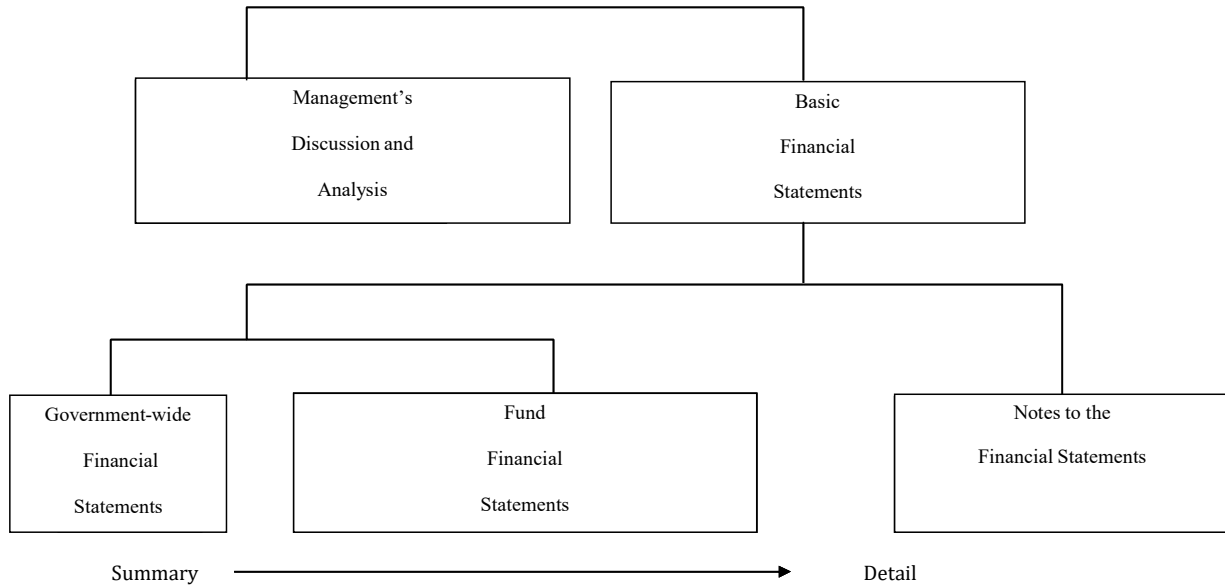 Management’s
Discussion and
Analysis
Basic
Financial
Statements
Government-wide
Financial
Statements
Fund
Financial
Statements
Notes to the
Financial Statements
Summary
Detail